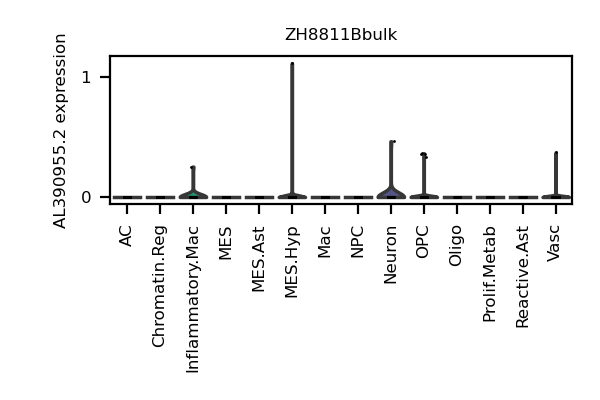 ZH8811Bbulk
AL390955.2 expression
1
0
AC
Chromatin.Reg
Inflammatory.Mac
MES
MES.Ast
MES.Hyp
Mac
NPC
Neuron
OPC
Oligo
Prolif.Metab
Reactive.Ast
Vasc